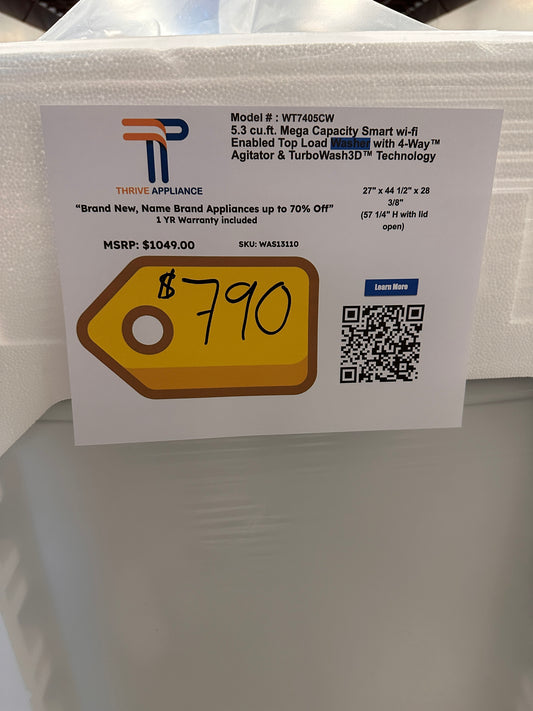 THRIVE APPLIANCE
Model # : WT7405CW
5.3 cu.ft. Mega Capacity Smart wi-fi
Enabled Top Load Washer with 4-Way™
Agitator & TurboWash3D™ Technology
“Brand New, Name Brand Appliances up to 70% Off”
1 YR Warranty included
27" x 44 1/2" x 28
3/8"
(57 1/4" H with lid
open)
MSRP: $1049.00
SKU: WAS13110
$790
Learn More